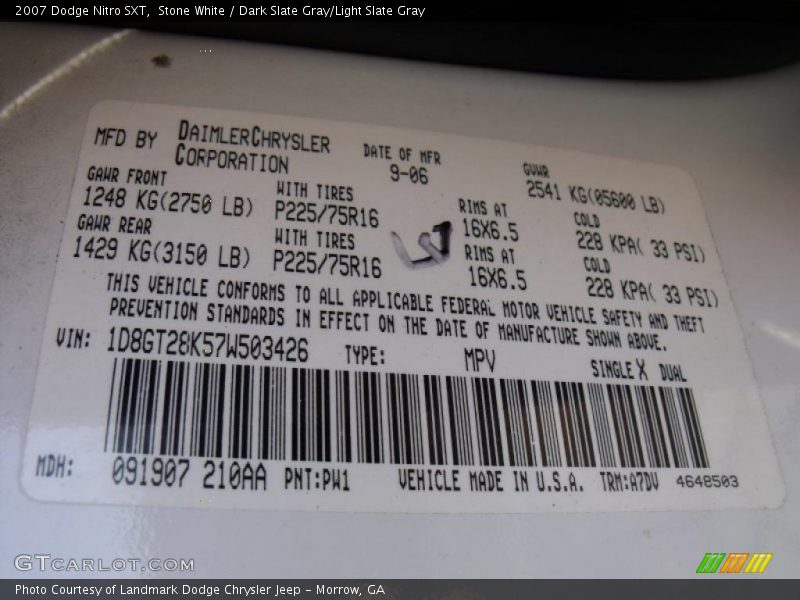 2007 Dodge Nitro SXT,  Stone White / Dark Slate Gray/Light Slate Gray
MFD BY DAIMLERCHRYSLER CORPORATION
DATE OF MFR 9-06
GVWR 2541 KG(05600 LB)
GAWR FRONT 1248 KG(2750 LB)
WITH TIRES P225/75R16
RIMS AT 16X6.5
COLD 228 KPA( 33 PSI)
GAWR REAR 1429 KG(3150 LB)
WITH TIRES P225/75R16
RIMS AT 16X6.5
COLD 228 KPA( 33 PSI)
THIS VEHICLE CONFORMS TO ALL APPLICABLE FEDERAL MOTOR VEHICLE SAFETY AND THEFT
PREVENTION STANDARDS IN EFFECT ON THE DATE OF MANUFACTURE SHOWN ABOVE.
VIN: 1D8GT28K57W503426 TYPE: MPV SINGLE X DUAL
MDH: 091907 210AA PNT:PW1 VEHICLE MADE IN U.S.A. TRM:A7DV 4648503
GTCARLOT.COM
Photo Courtesy of Landmark Dodge Chrysler Jeep - Morrow, GA